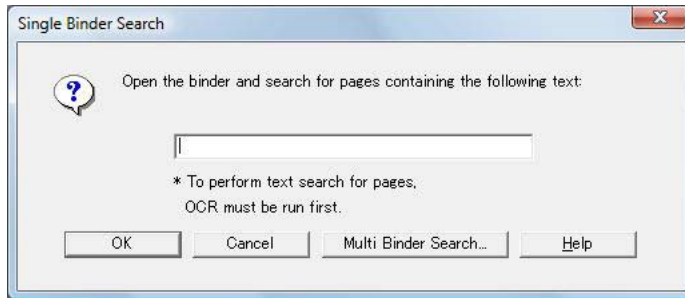 Single Binder Search
Open the binder and search for pages containing the following text:
* To perform text search for pages,
OCR must be run first.
OK Cancel Multi Binder Search... Help